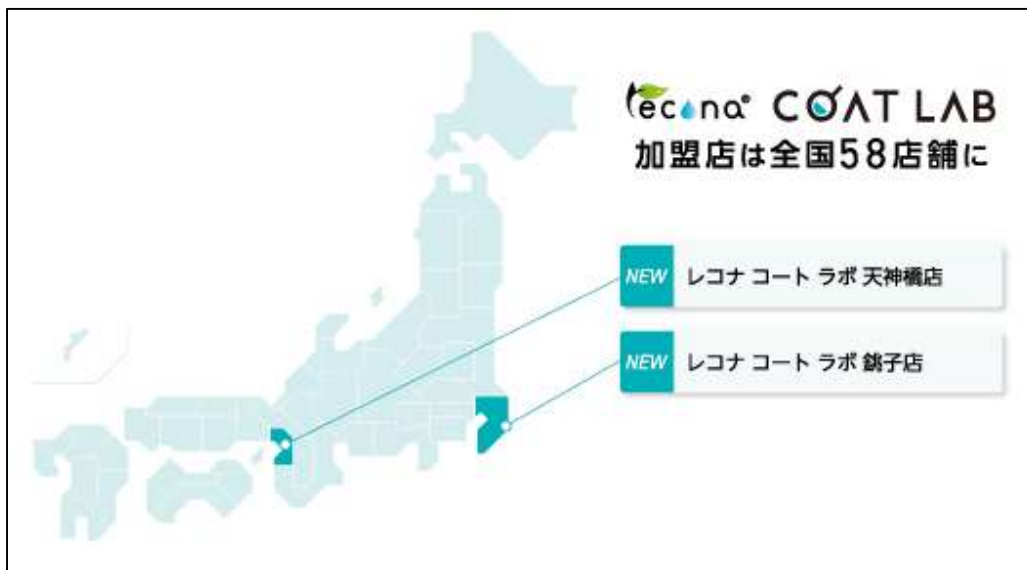 recona® COAT LAB
加盟店は全国58店舗に
NEW レコナ コート ラボ 天神橋店
NEW レコナ コート ラボ 銚子店